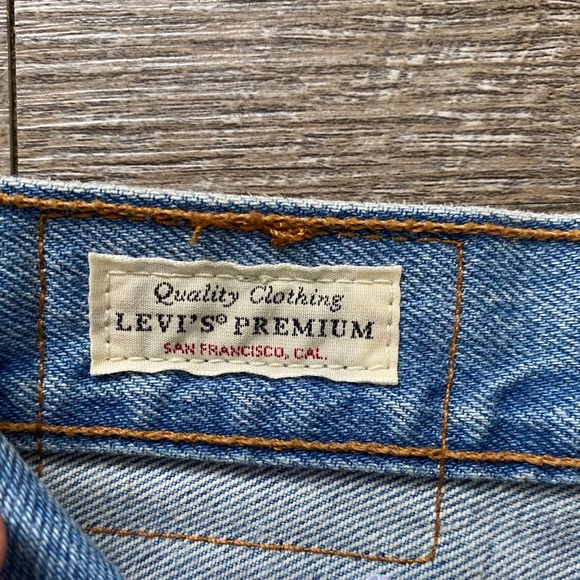 Quality Clothing
LEVI'S® PREMIUM
SAN FRANCISCO, CAL.